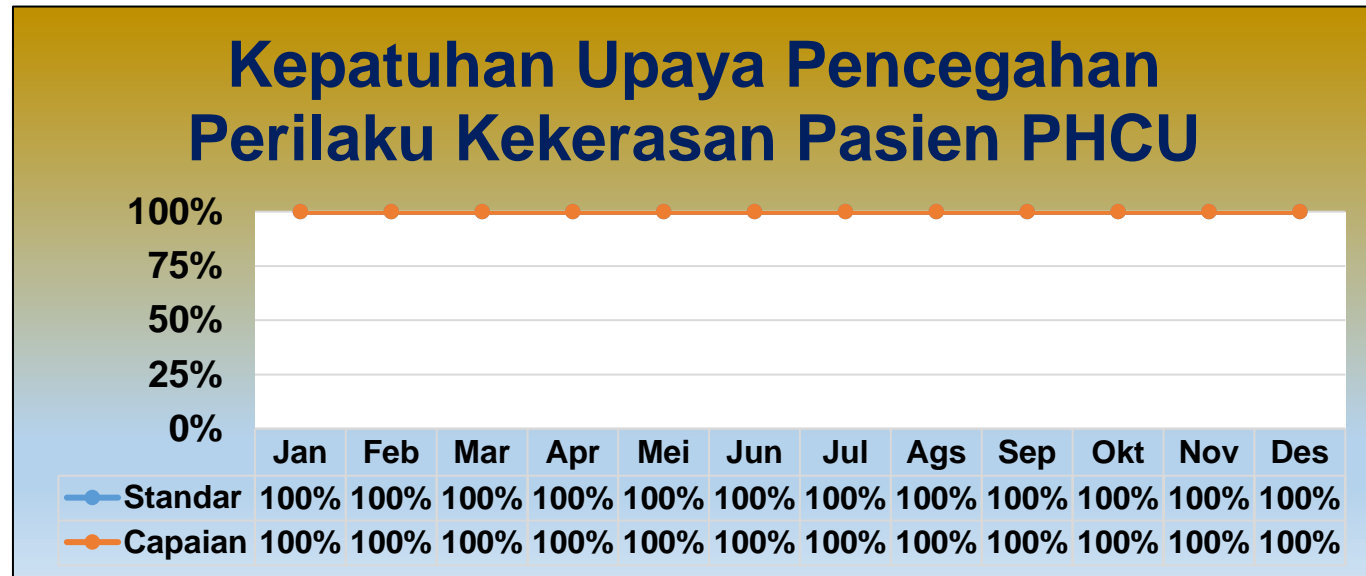 Kepatuhan Upaya Pencegahan
Perilaku Kekerasan Pasien PHCU
100%
75%
50%
25%
0%
Jan Feb Mar Apr Mei Jun Jul Ags Sep Okt Nov Des
Standar 100% 100% 100% 100% 100% 100% 100% 100% 100% 100% 100% 100%
Capaian 100% 100% 100% 100% 100% 100% 100% 100% 100% 100% 100% 100%